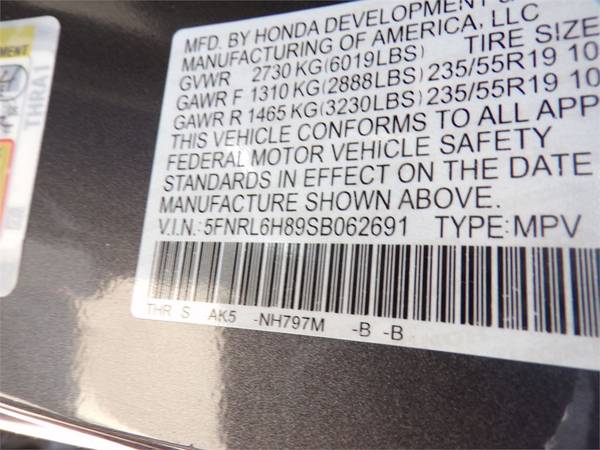 MFD. BY HONDA DEVELOPMENT &
MANUFACTURING OF AMERICA, LLC
GVWR 2730 KG(6019LBS) TIRE SIZE
GAWR F 1310 KG(2888LBS) 235/55R19 10
GAWR R 1465 KG(3230LBS) 235/55R19 10
THIS VEHICLE CONFORMS TO ALL APP
FEDERAL MOTOR VEHICLE SAFETY
STANDARDS IN EFFECT ON THE DATE
MANUFACTURE SHOWN ABOVE.
V.I.N.: 5FNRL6H89SB062691 TYPE:MPV
THR S AK5 -NH797M -B -B
THRA1